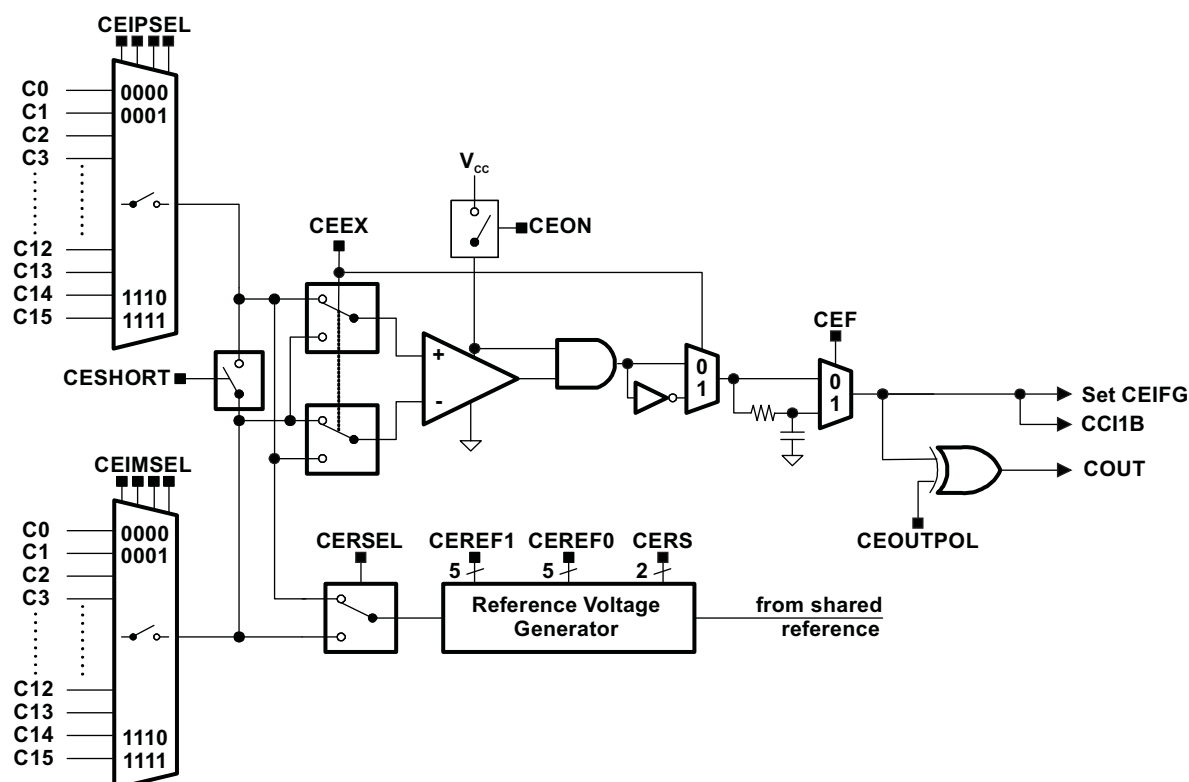 CEIPSEL
C0
C1
C2
C3
C12
C13
C14
C15
0000
0001
1110
1111
CESHORT
CEIMSEL
C0
C1
C2
C3
C12
C13
C14
C15
0000
0001
1110
1111
CEEX
VCC
CEON
+
-
0
1
CEF
0
1
Set CEIFG
CCI1B
COUT
CEOUTPOL
CERSEL
CEREF1
5
CEREF0
5
CERS
2
Reference Voltage
Generator
from shared
reference